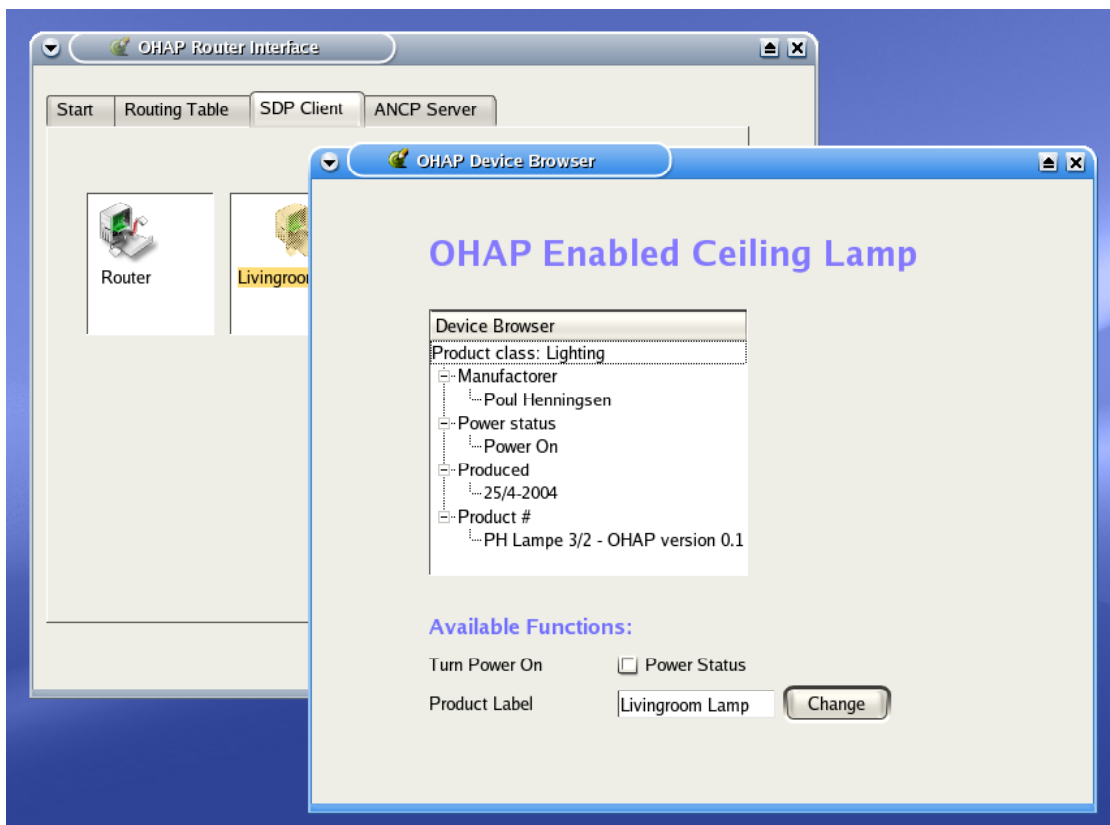 OHAP Router Interface
Start Routing Table SDP Client ANCP Server
Router
Livingroo
OHAP Device Browser
OHAP Enabled Ceiling Lamp
Device Browser
Product class: Lighting
Manufactorer
Poul Henningsen
Power status
Power On
Produced
25/4-2004
Product #
PH Lampe 3/2 - OHAP version 0.1
Available Functions:
Turn Power On Power Status
Product Label Livingroom Lamp Change